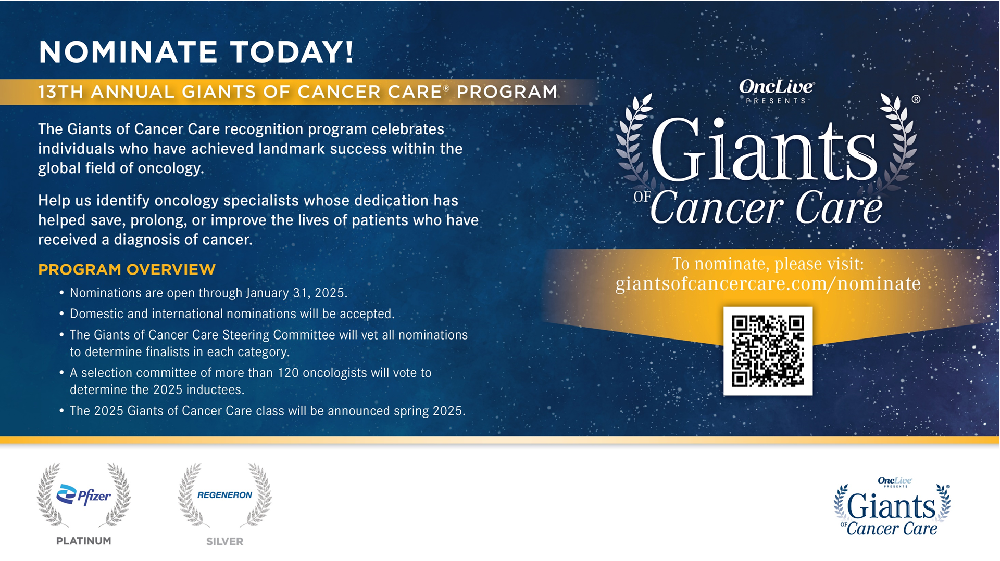 NOMINATE TODAY!
13TH ANNUAL GIANTS OF CANCER CARE® PROGRAM
The Giants of Cancer Care recognition program celebrates
individuals who have achieved landmark success within the
global field of oncology.
Help us identify oncology specialists whose dedication has
helped save, prolong, or improve the lives of patients who have
received a diagnosis of cancer.
PROGRAM OVERVIEW
• Nominations are open through January 31, 2025.
• Domestic and international nominations will be accepted.
• The Giants of Cancer Care Steering Committee will vet all nominations
to determine finalists in each category.
• A selection committee of more than 120 oncologists will vote to
determine the 2025 inductees.
• The 2025 Giants of Cancer Care class will be announced spring 2025.
OncLive®
PRESENTS
Giants®
OF Cancer Care
To nominate, please visit:
giantsofcancercare.com/nominate
Pfizer
PLATINUM
REGENERON
SILVER
OncLive®
PRESENTS
Giants®
OF Cancer Care